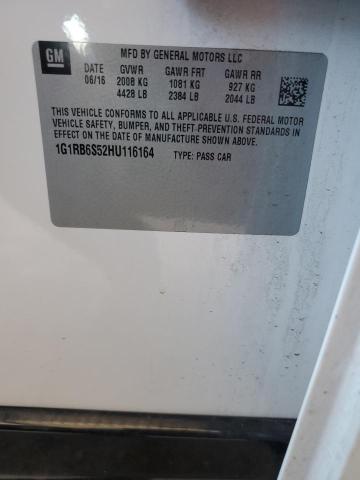 GM
MFD BY GENERAL MOTORS LLC
DATE GVWR GAWR FRT GAWR RR
06/16 2008 KG 1081 KG 927 KG
4428 LB 2384 LB 2044 LB
THIS VEHICLE CONFORMS TO ALL APPLICABLE U.S. FEDERAL MOTOR
VEHICLE SAFETY, BUMPER, AND THEFT-PREVENTION STANDARDS IN
EFFECT ON THE DATE OF MANUFACTURE SHOWN ABOVE.
1G1RB6S52HU116164 TYPE: PASS CAR